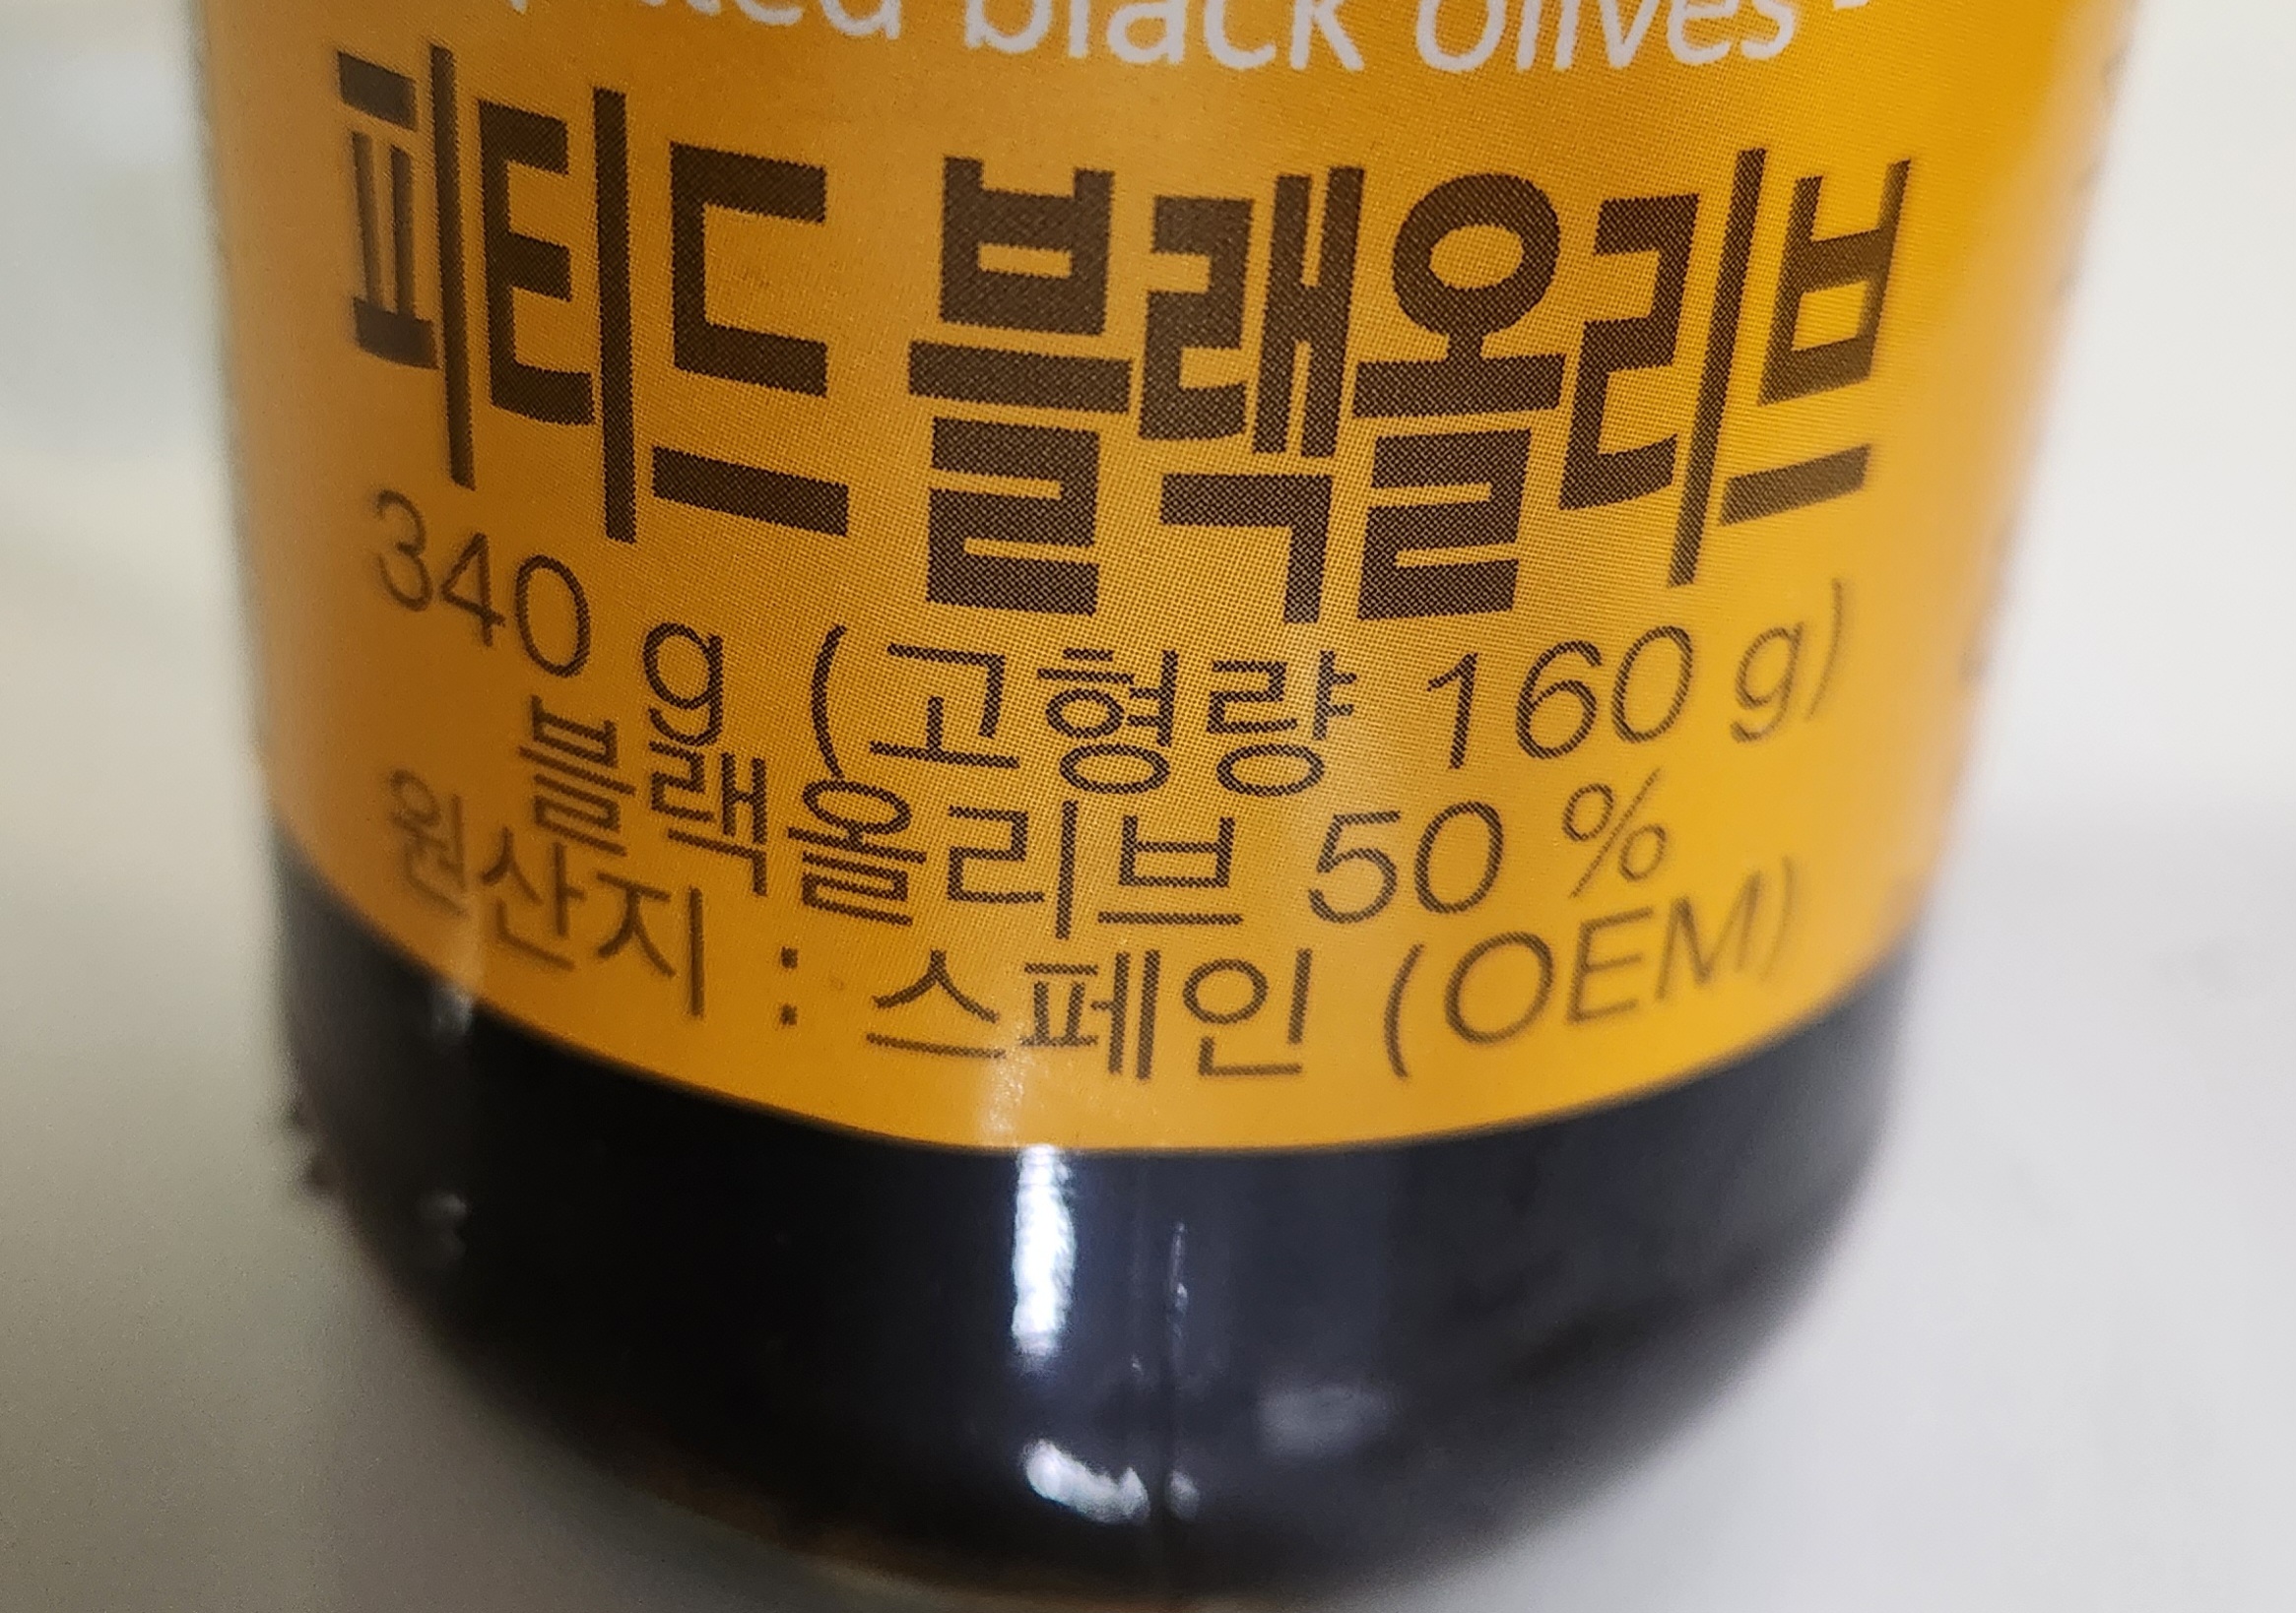 black olives
피티드 블랙올리브
340 g (고형량 160 g)
블랙올리브 50 %
원산지 : 스페인 (OEM)